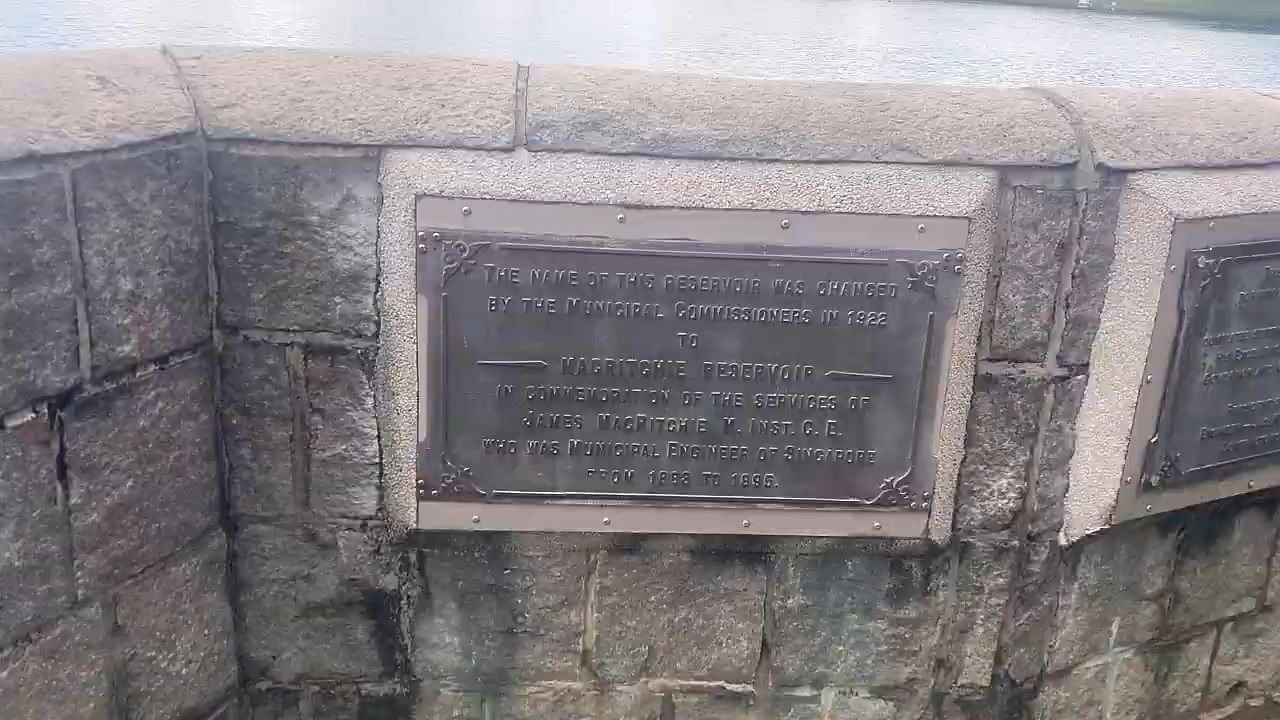 THE NAME OF THIS RESERVOIR WAS CHANGED
BY THE MUNICIPAL COMMISSIONERS IN 1922
TO
MACRITCHIE RESERVOIR
IN COMMEMORATION OF THE SERVICES OF
JAMES MACRITCHIE M. INST. C. E.
WHO WAS MUNICIPAL ENGINEER OF SINGAPORE
FROM 1883 TO 1895.